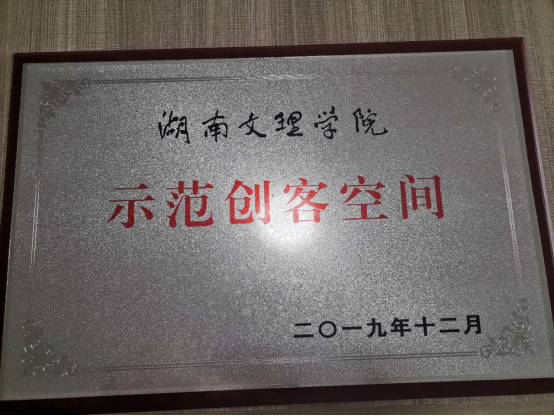 湖南文理学院
示范创客空间
二〇一九年十二月